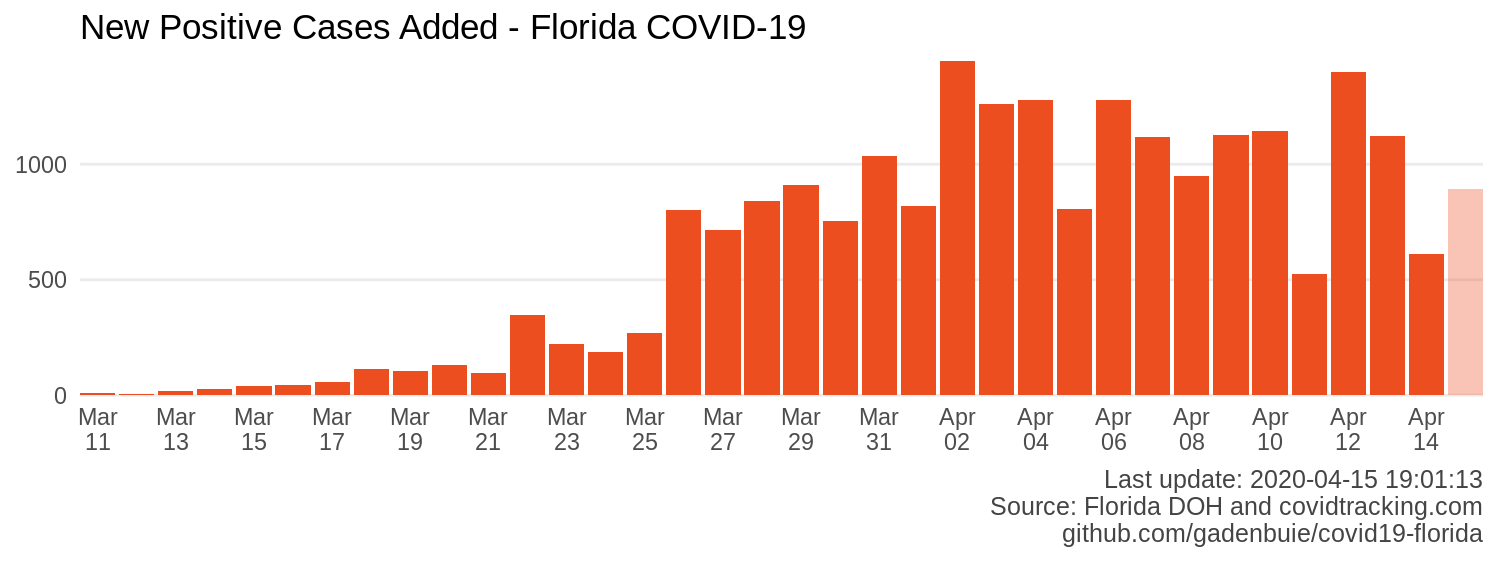 New Positive Cases Added - Florida COVID-19
1000
500
0
Mar Mar Mar Mar Mar Mar Mar Mar Mar Mar Mar Apr Apr Apr Apr Apr Apr Apr
11 13 15 17 19 21 23 25 27 29 31 02 04 06 08 10 12 14
Last update: 2020-04-15 19:01:13
Source: Florida DOH and covidtracking.com
github.com/gadenbuie/covid19-florida